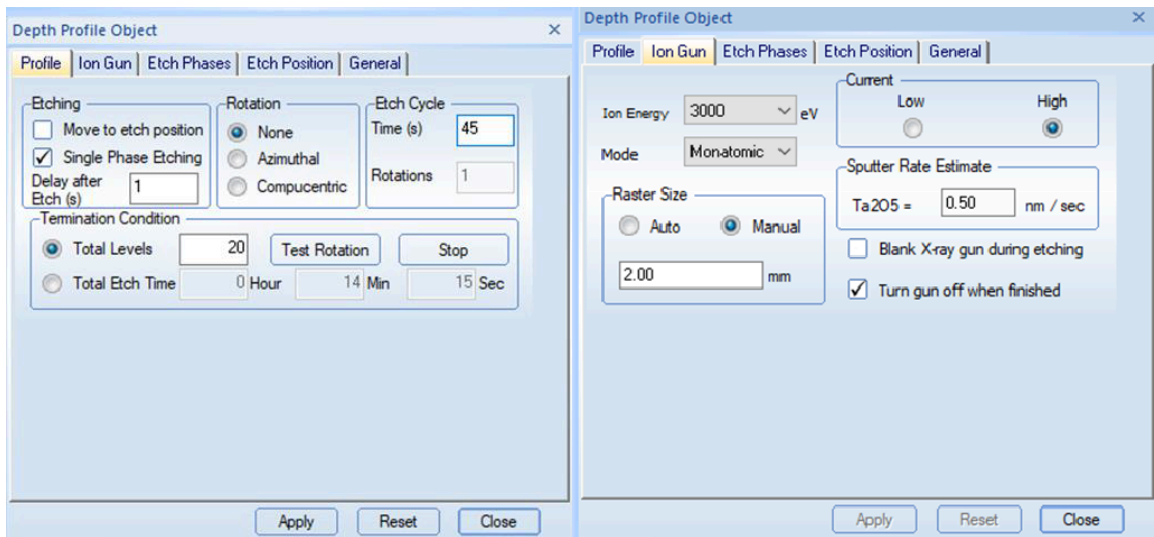 Depth Profile Object
Profile Ion Gun Etch Phases Etch Position General
Etching
Move to etch position
Single Phase Etching
Delay after
Etch (s)
1
Rotation
None
Azimuthal
Compucentric
Etch Cycle
Time (s) 45
Rotations 1
Termination Condition
Total Levels 20 Test Rotation Stop
Total Etch Time 0 Hour 14 Min 15 Sec
Apply Reset Close
Depth Profile Object
Profile Ion Gun Etch Phases Etch Position General
Ion Energy 3000 eV
Mode Monatomic
Raster Size
Auto Manual
2.00 mm
Current
Low High
Sputter Rate Estimate
Ta2O5 = 0.50 nm / sec
Blank X-ray gun during etching
Turn gun off when finished
Apply Reset Close